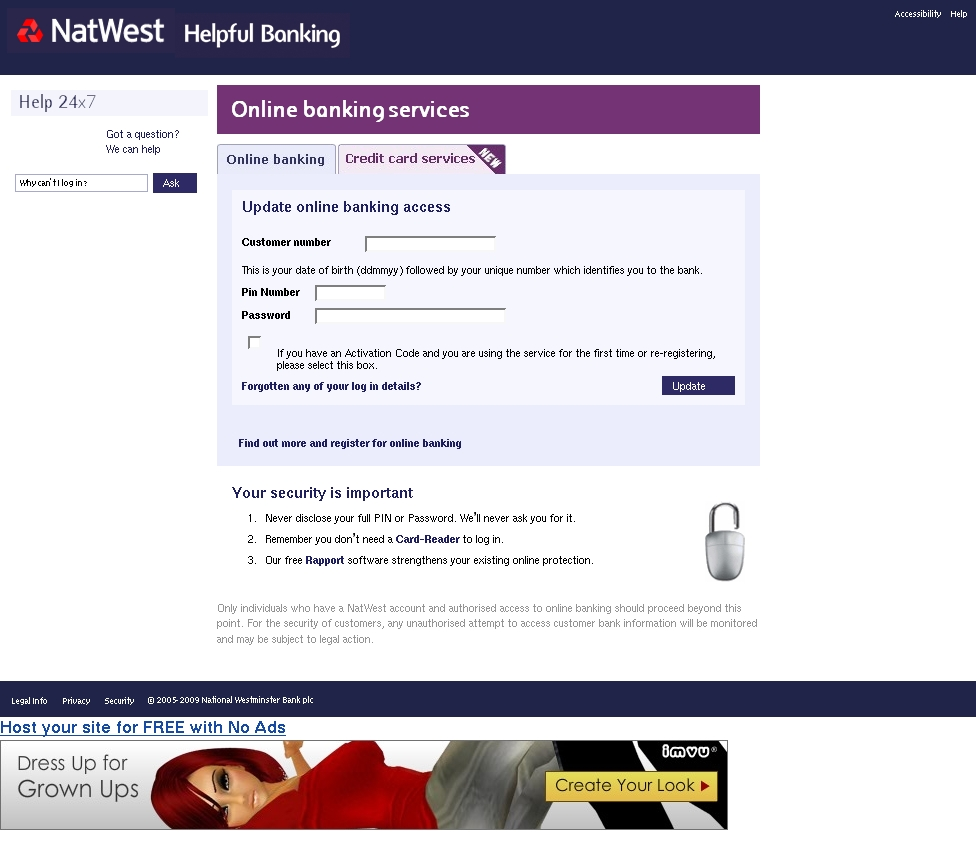 NatWest Helpful Banking
Accessibility Help
Help 24x7
Got a question?
We can help
Why can't I log in?
Ask
Online banking services
Online banking
Credit card services NEW
Update online banking access
Customer number
This is your date of birth (ddmmyy) followed by your unique number which identifies you to the bank.
Pin Number
Password
If you have an Activation Code and you are using the service for the first time or re-registering,
please select this box.
Forgotten any of your log in details?
Update
Find out more and register for online banking
Your security is important
1. Never disclose your full PIN or Password. We'll never ask you for it.
2. Remember you don't need a Card-Reader to log in.
3. Our free Rapport software strengthens your existing online protection.
Only individuals who have a NatWest account and authorised access to online banking should proceed beyond this
point. For the security of customers, any unauthorised attempt to access customer bank information will be monitored
and may be subject to legal action.
Legal Info Privacy Security © 2005-2009 National Westminster Bank plc
Host your site for FREE with No Ads
Dress Up for
Grown Ups
imvu®
Create Your Look